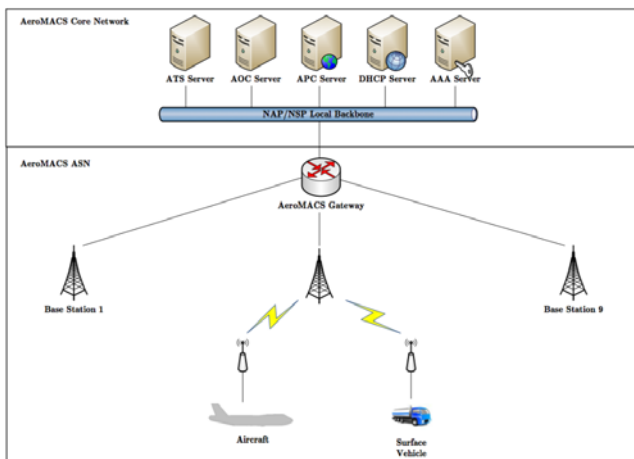 AeroMACS Core Network
ATS Server
AOC Server
APC Server
DHCP Server
AAA Server
NAP/NSP Local Backbone
AeroMACS ASN
AeroMACS Gateway
Base Station 1
Base Station 9
Aircraft
Surface
Vehicle